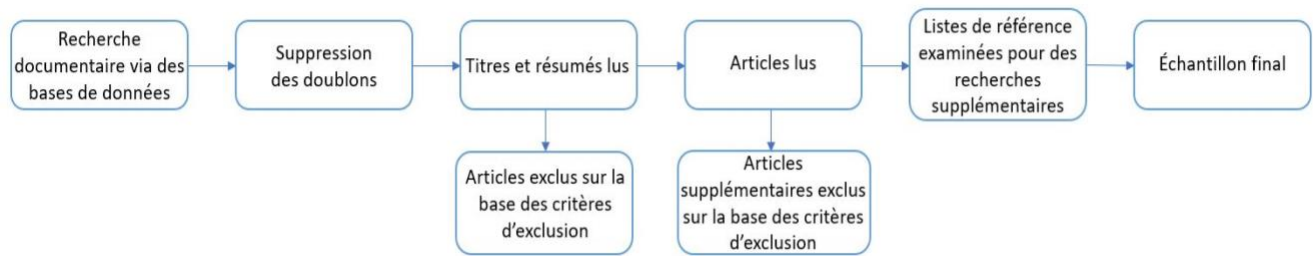 Recherche
documentaire via des
bases de données
Suppression
des doublons
Titres et résumés lus
Articles lus
Listes de référence
examinées pour des
recherches
supplémentaires
Échantillon final
Articles exclus sur la
base des critères
d'exclusion
Articles
supplémentaires exclus
sur la base des critères
d'exclusion